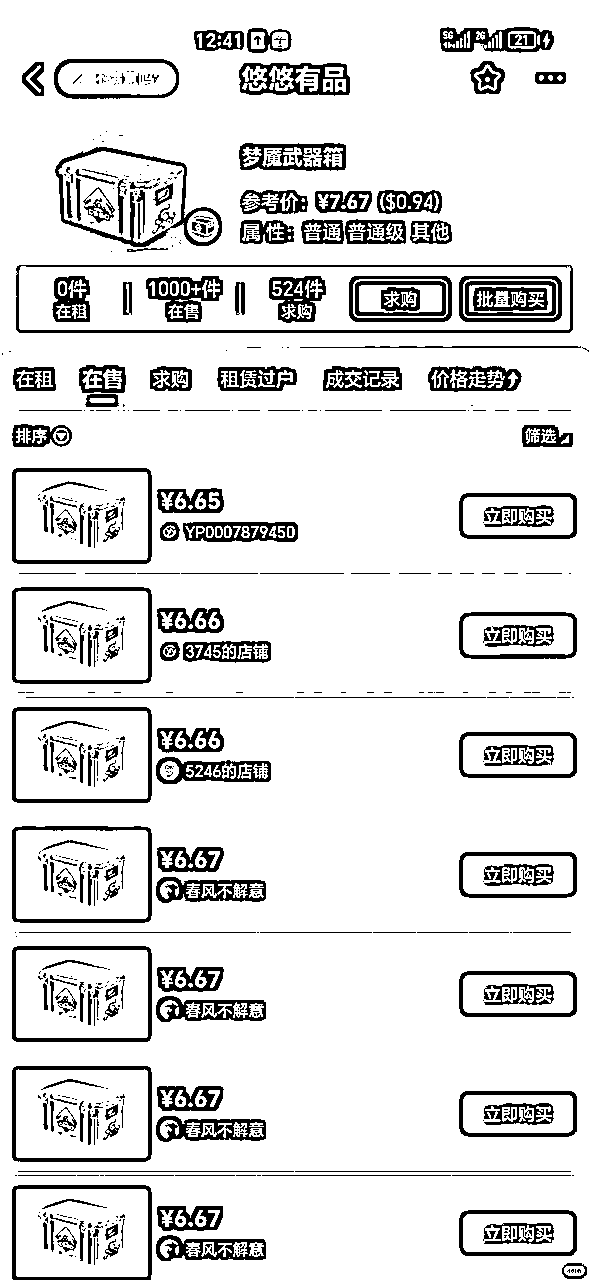 12:41
5G 2G 21
悠悠有品
梦魇武器箱
参考价: ¥7.67 ($0.94)
属性: 普通 普通级 其他
0件 1000+件 524件 求购 批量购买
在租 在售 求购
在租 在售 求购 租赁过户 成交记录 价格走势
排序 筛选
¥6.65
YP0007879450
立即购买
¥6.66
3745的店铺
立即购买
¥6.66
5246的店铺
立即购买
¥6.67
春风不解意
立即购买
¥6.67
春风不解意
立即购买
¥6.67
春风不解意
立即购买
¥6.67
春风不解意
立即购买